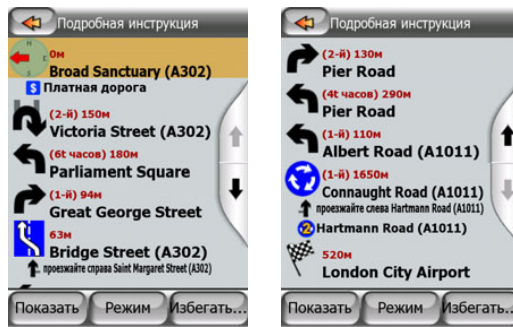 Подробная инструкция
N
E
S
0м
Broad Sanctuary (A302)
$ Платная дорога
(2-й) 150м
Victoria Street (A302)
(6t часов) 180м
Parliament Square
(1-й) 94м
Great George Street
63м
Bridge Street (A302)
проезжайте справа Saint Margaret Street (A302)
Показать Режим Избегать...
Подробная инструкция
(2-й) 130м
Pier Road
(4t часов) 290м
Pier Road
(1-й) 110м
Albert Road (A1011)
(1-й) 1650м
Connaught Road (A1011)
проезжайте слева Hartmann Road (A1011)
2 Hartmann Road (A1011)
520м
London City Airport
Показать Режим Избегать...